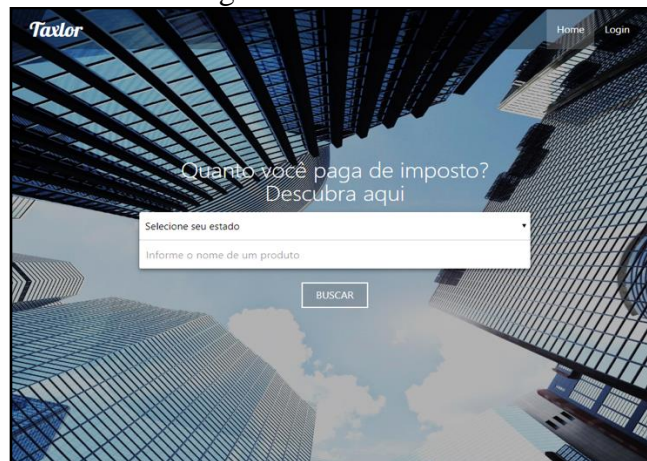 Taxlor
Home Login
Quanto você paga de imposto?
Descubra aqui
Selecione seu estado
Informe o nome de um produto
BUSCAR